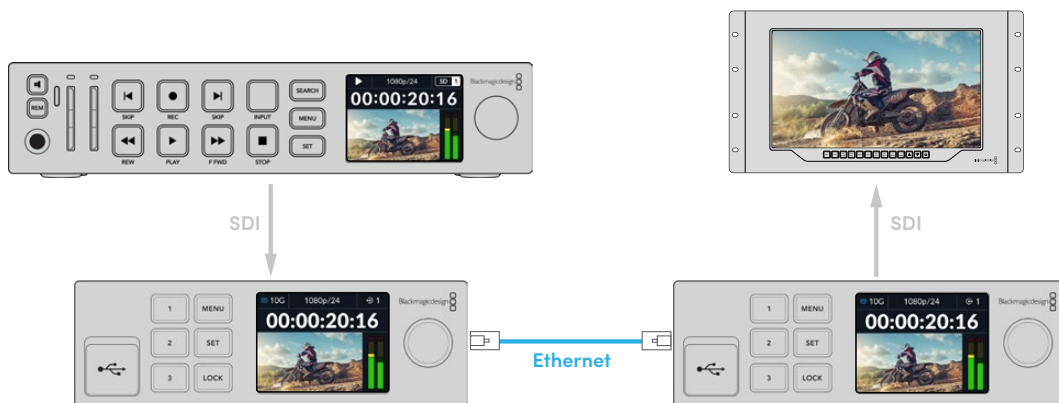 REM
SKIP
REC
SKIP
INPUT
REW
PLAY
F FWD
STOP
SEARCH
MENU
SET
1080p/24
SD 1
00:00:20:16
Blackmagicdesign
SDI
SDI
1
MENU
2
SET
3
LOCK
10G 1080p/24 1
00:00:20:16
Blackmagicdesign
Ethernet
1
MENU
2
SET
3
LOCK
10G 1080p/24 1
00:00:20:16
Blackmagicdesign